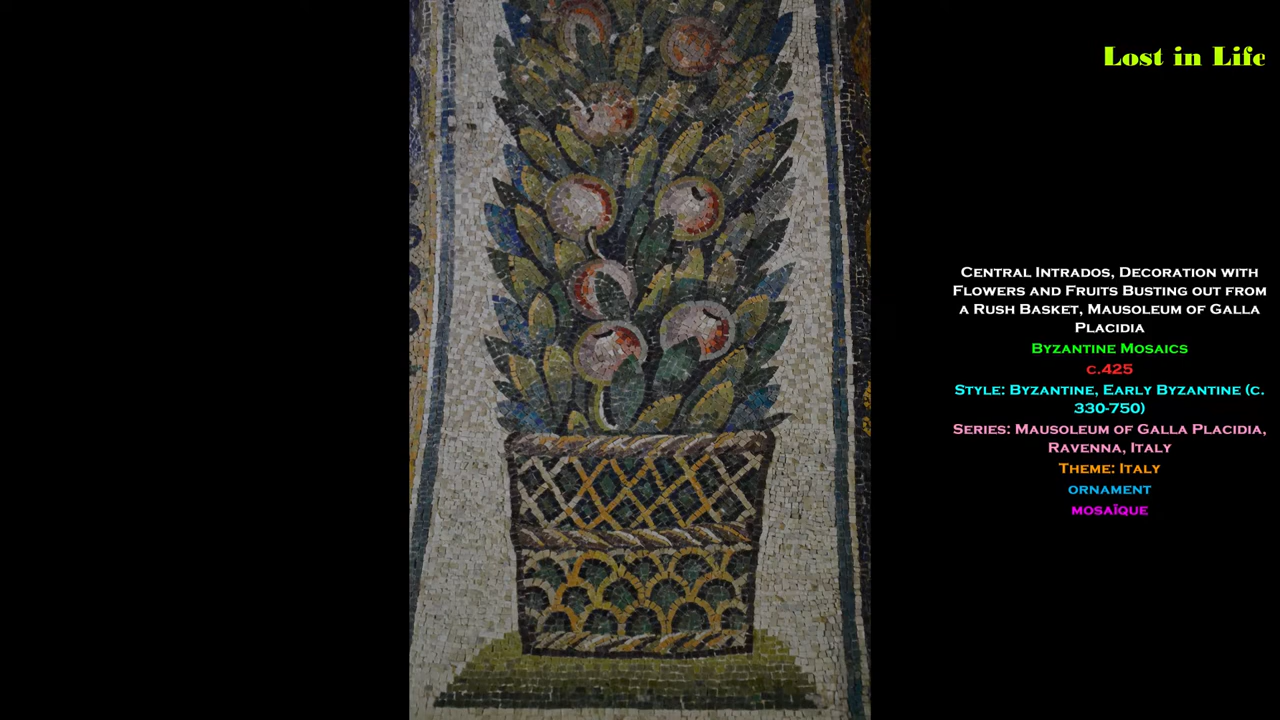 Lost in Life
Central Intrados, Decoration with
Flowers and Fruits Busting out from
a Rush Basket, Mausoleum of Galla
Placidia
Byzantine Mosaics
c.425
Style: Byzantine, Early Byzantine (c.
330-750)
Series: Mausoleum of Galla Placidia,
Ravenna, Italy
Theme: Italy
ornament
mosaïque